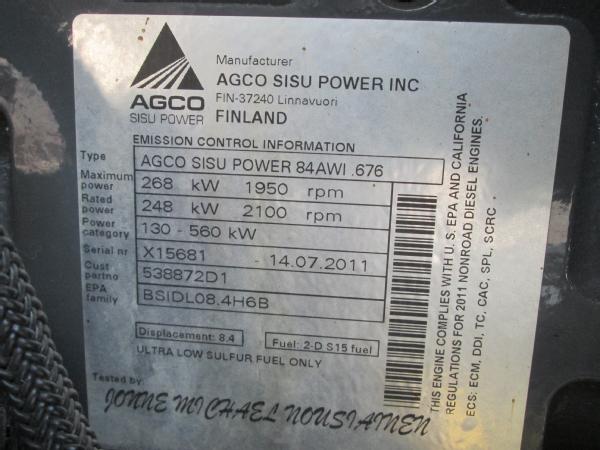 AGCO
SISU POWER
Manufacturer
AGCO SISU POWER INC
FIN-37240 Linnavuori
FINLAND
EMISSION CONTROL INFORMATION
Type AGCO SISU POWER 84AWI .676
Maximum power 268 kW 1950 rpm
Rated power 248 kW 2100 rpm
Power category 130 - 560 kW
Serial nr X15681 - 14.07.2011
Cust partno 538872D1
EPA family BSIDL08.4H6B
Displacement: 8.4 Fuel: 2-D S15 fuel
ULTRA LOW SULFUR FUEL ONLY
Tested by:
JONNE MICHAEL NOUSIAINEN
THIS ENGINE COMPLIES WITH U. S. EPA AND CALIFORNIA
REGULATIONS FOR 2011 NONROAD DIESEL ENGINES.
ECS: ECM, DDI, TC, CAC, SPL, SCRC